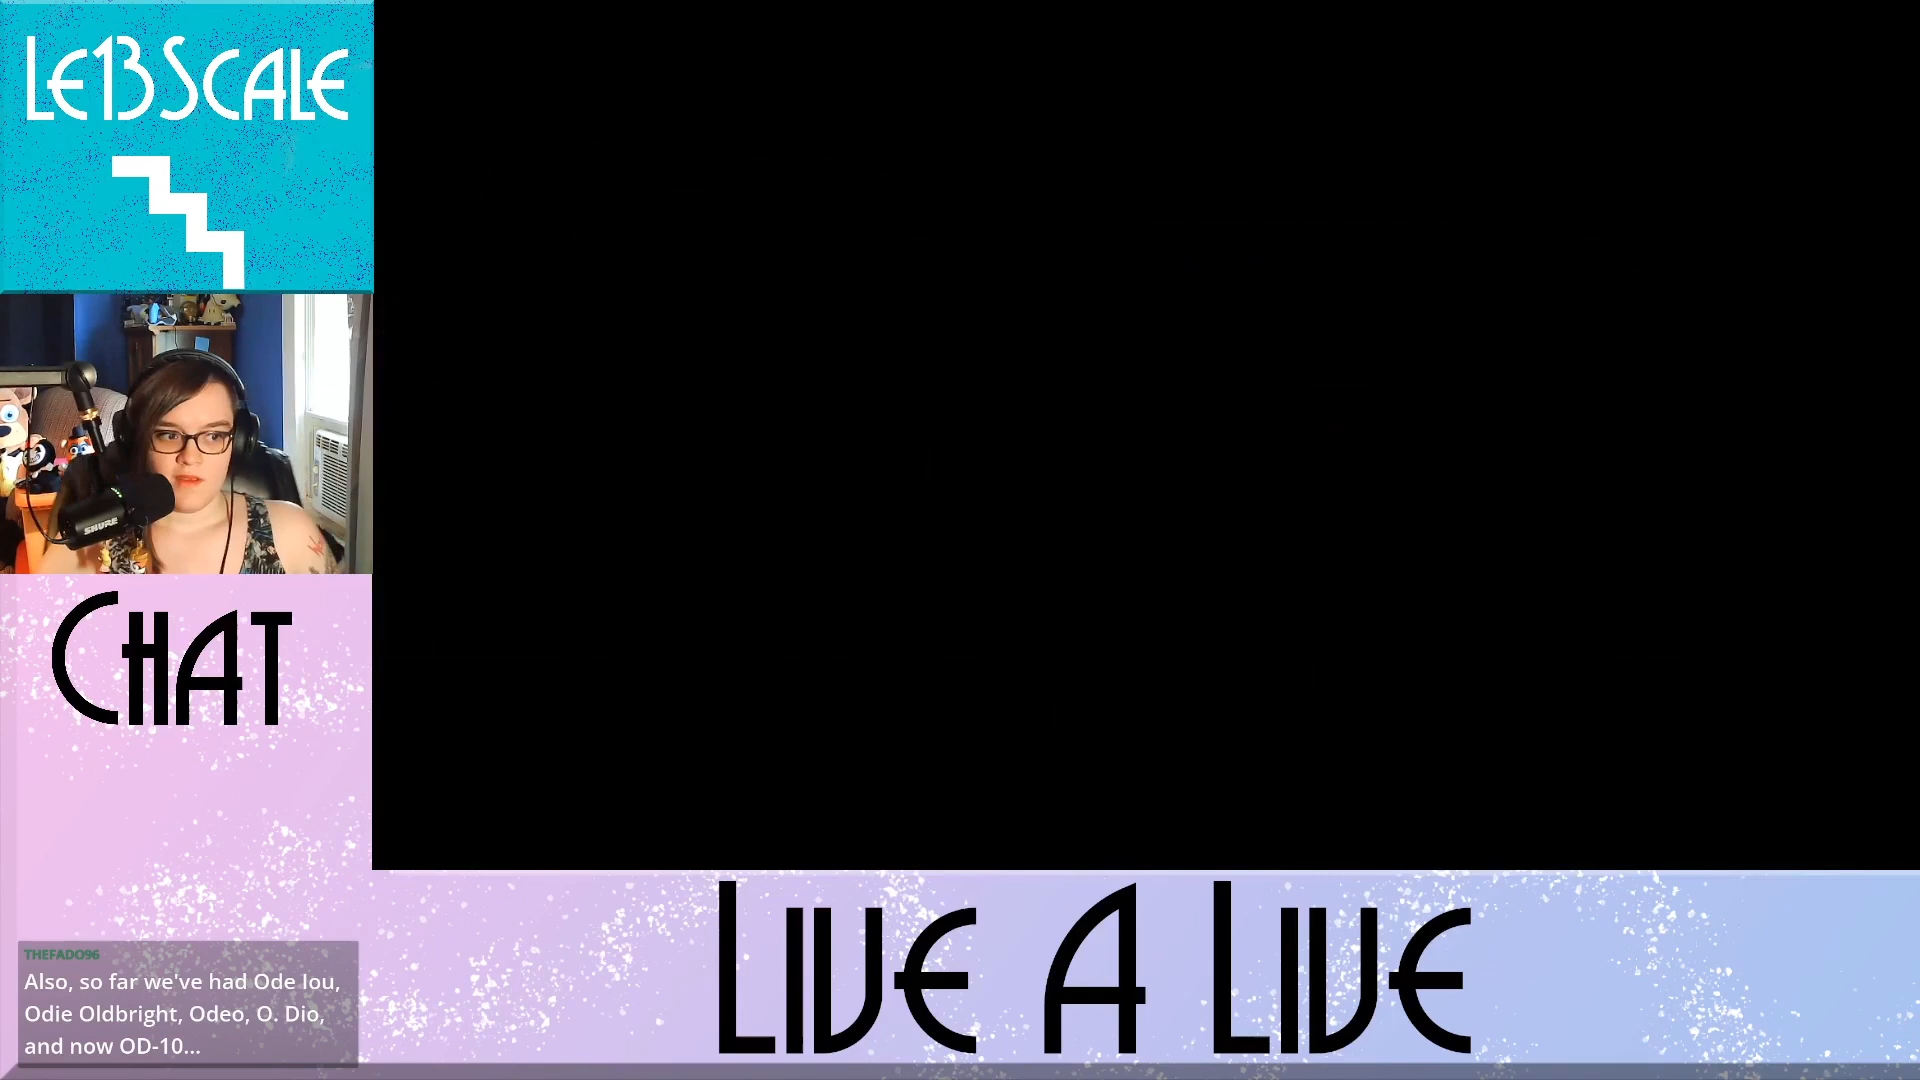 Le13Scale
SHURE
Chat
THEFADO96
Also, so far we've had Ode Iou,
Odie Oldbright, Odeo, O. Dio,
and now OD-10...
Live A Live